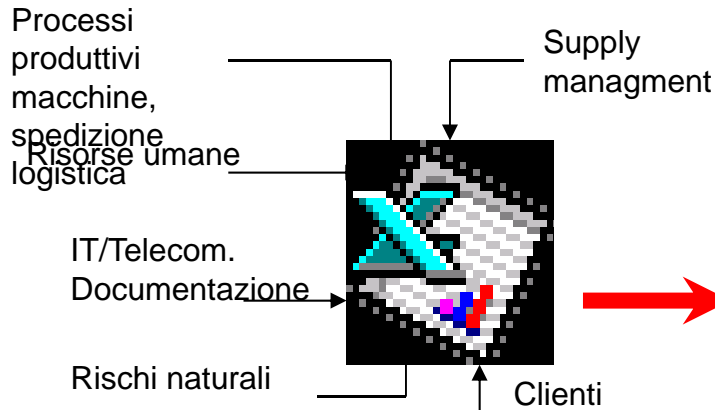 Processi
produttivi
macchine,
spedizione
logistica
Risorse umane
IT/Telecom.
Documentazione
Rischi naturali
Supply
managment
Clienti